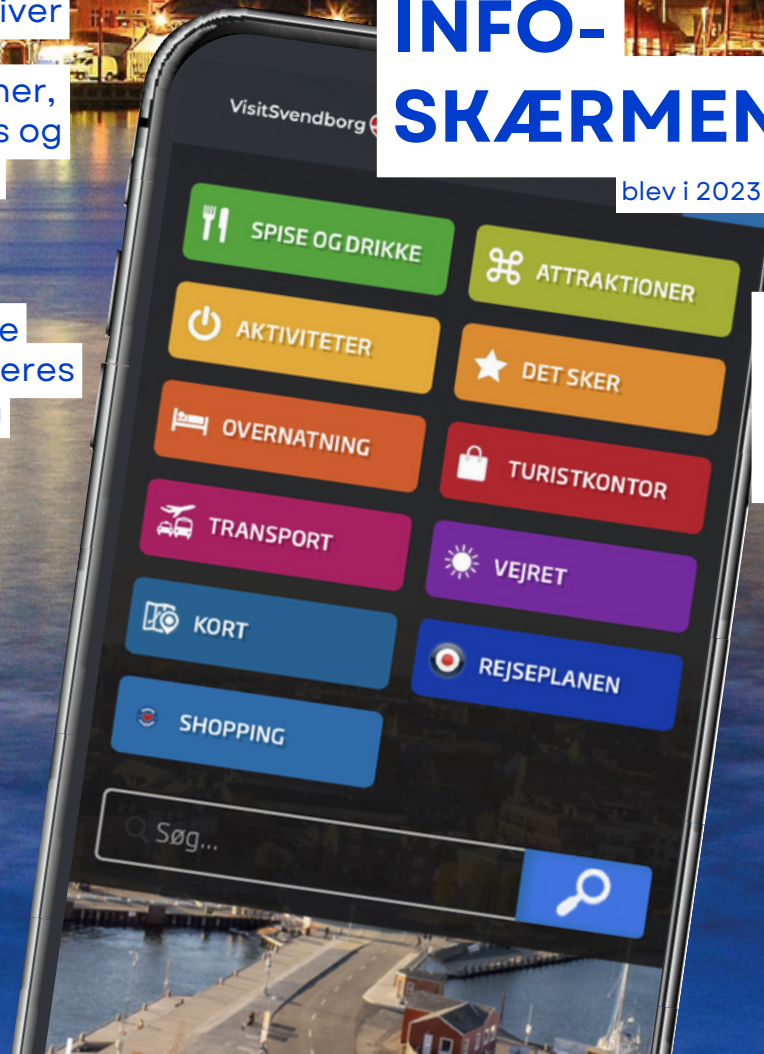 iver
ner,
s og
e
eres
INFO-
SKÆRMEN
blev i 2023
VisitSvendborg
SPISE OG DRIKKE
ATTRAKTIONER
AKTIVITETER
DET SKER
OVERNATNING
TURISTKONTOR
TRANSPORT
VEJRET
KORT
REJSEPLANEN
SHOPPING
Søg...